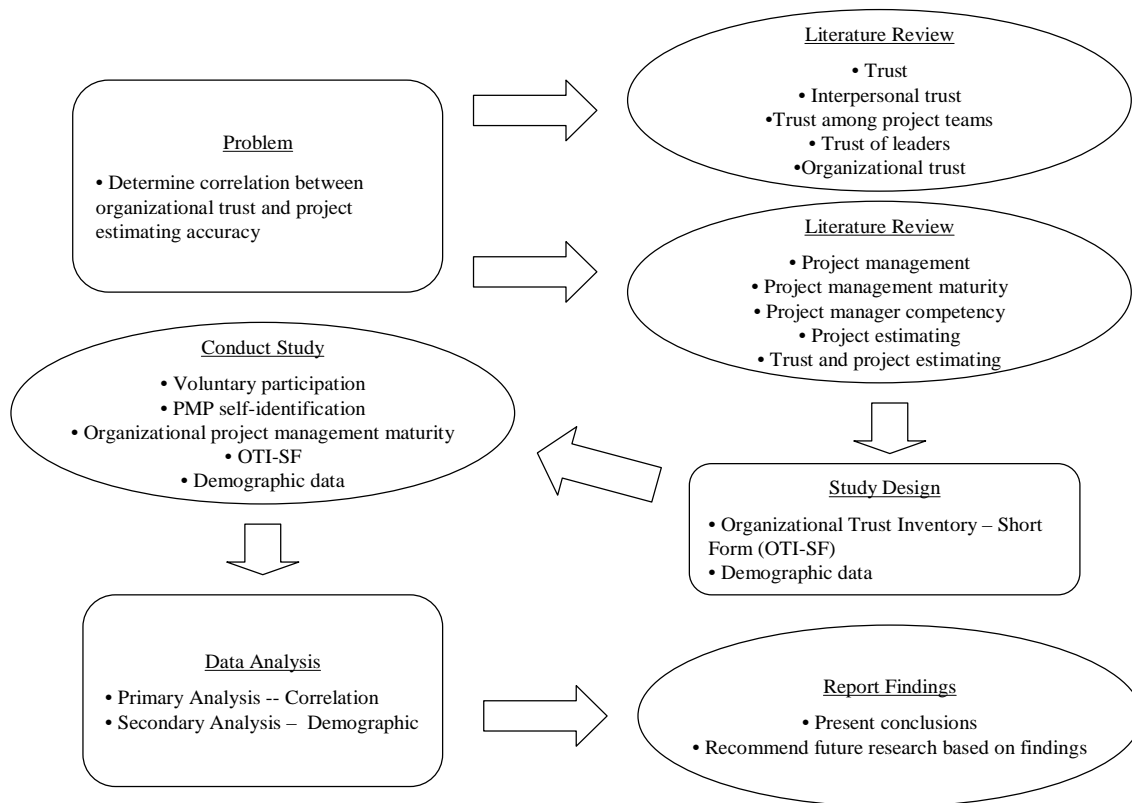 Problem
• Determine correlation between
organizational trust and project
estimating accuracy
Literature Review
• Trust
• Interpersonal trust
•Trust among project teams
• Trust of leaders
•Organizational trust
Literature Review
• Project management
• Project management maturity
• Project manager competency
• Project estimating
• Trust and project estimating
Study Design
• Organizational Trust Inventory – Short
Form (OTI-SF)
• Demographic data
Conduct Study
• Voluntary participation
• PMP self-identification
• Organizational project management maturity
• OTI-SF
• Demographic data
Data Analysis
• Primary Analysis -- Correlation
• Secondary Analysis – Demographic
Report Findings
• Present conclusions
• Recommend future research based on findings